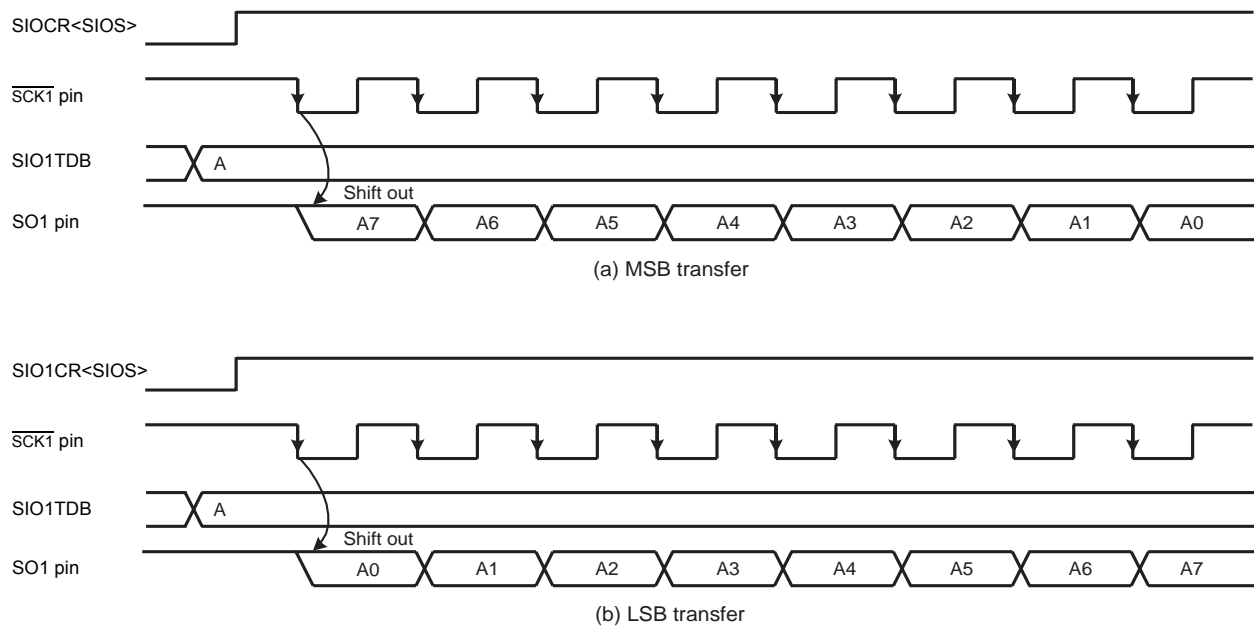 SIOCR<SIOS>
SCK1 pin
SIO1TDB
A
Shift out
SO1 pin
A7 A6 A5 A4 A3 A2 A1 A0
(a) MSB transfer
SIO1CR<SIOS>
SCK1 pin
SIO1TDB
A
Shift out
SO1 pin
A0 A1 A2 A3 A4 A5 A6 A7
(b) LSB transfer